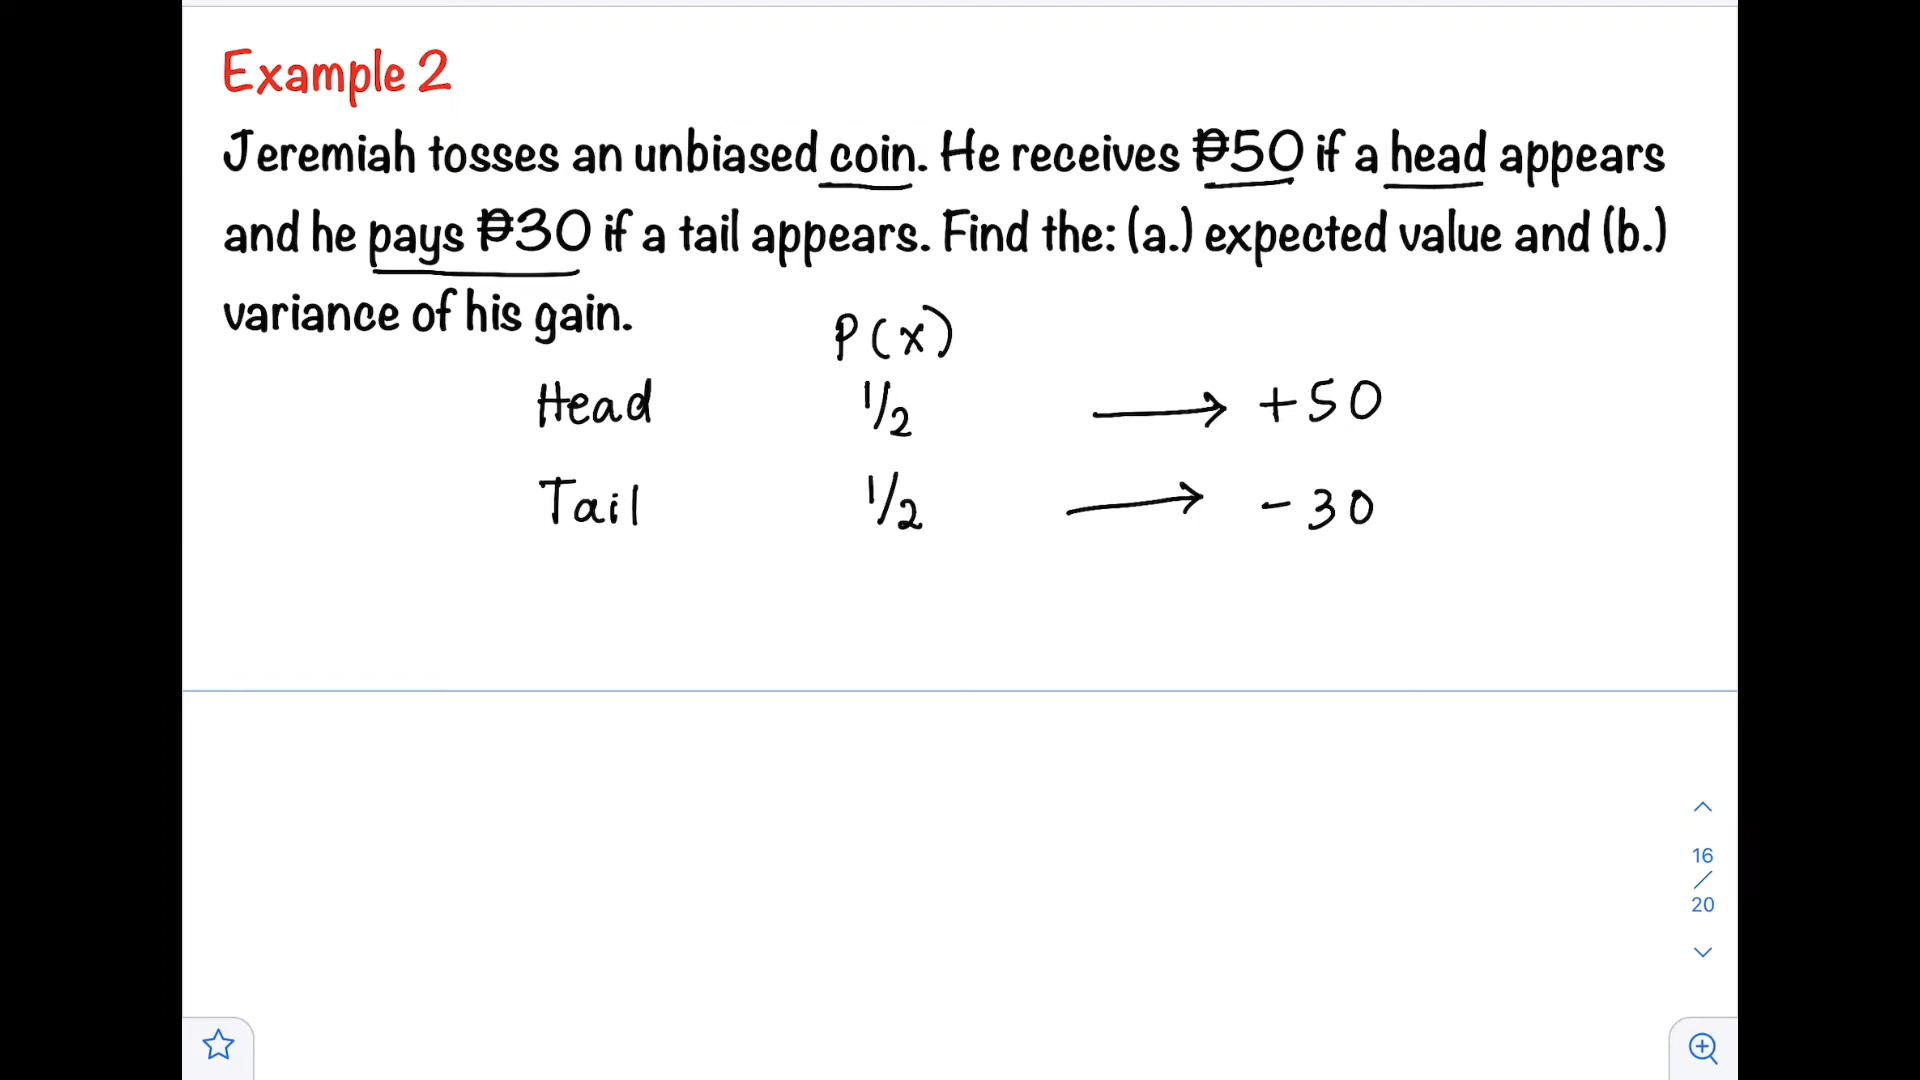 Example 2
Jeremiah tosses an unbiased coin. He receives ₱50 if a head appears
and he pays ₱30 if a tail appears. Find the: (a.) expected value and (b.)
variance of his gain.
P(x)
Head 1/2 → +50
Tail 1/2 → -30
16
/
20